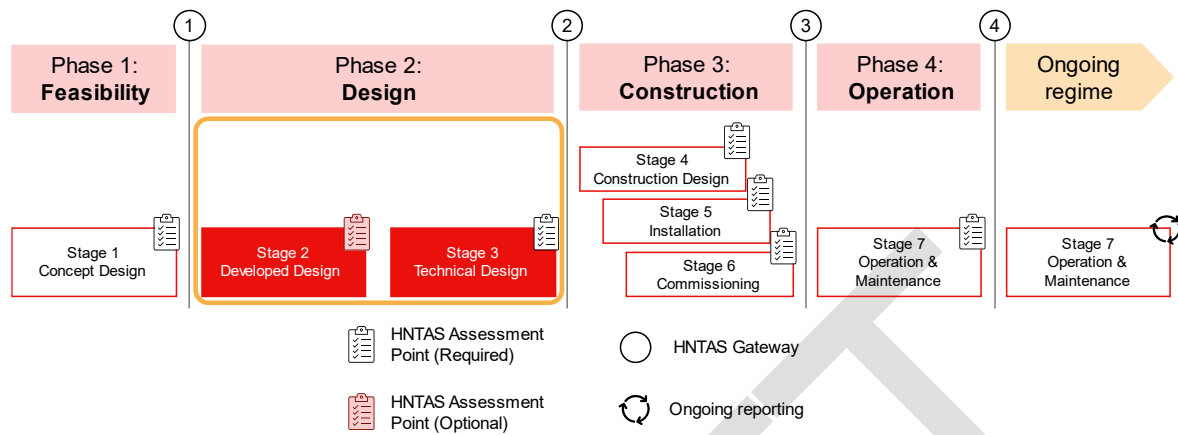 1
2
3
4
Phase 1:
Feasibility
Phase 2:
Design
Phase 3:
Construction
Phase 4:
Operation
Ongoing
regime
Stage 1
Concept Design
Stage 2
Developed Design
Stage 3
Technical Design
Stage 4
Construction Design
Stage 5
Installation
Stage 6
Commissioning
Stage 7
Operation &
Maintenance
Stage 7
Operation &
Maintenance
HNTAS Assessment
Point (Required)
HNTAS Gateway
HNTAS Assessment
Point (Optional)
Ongoing reporting